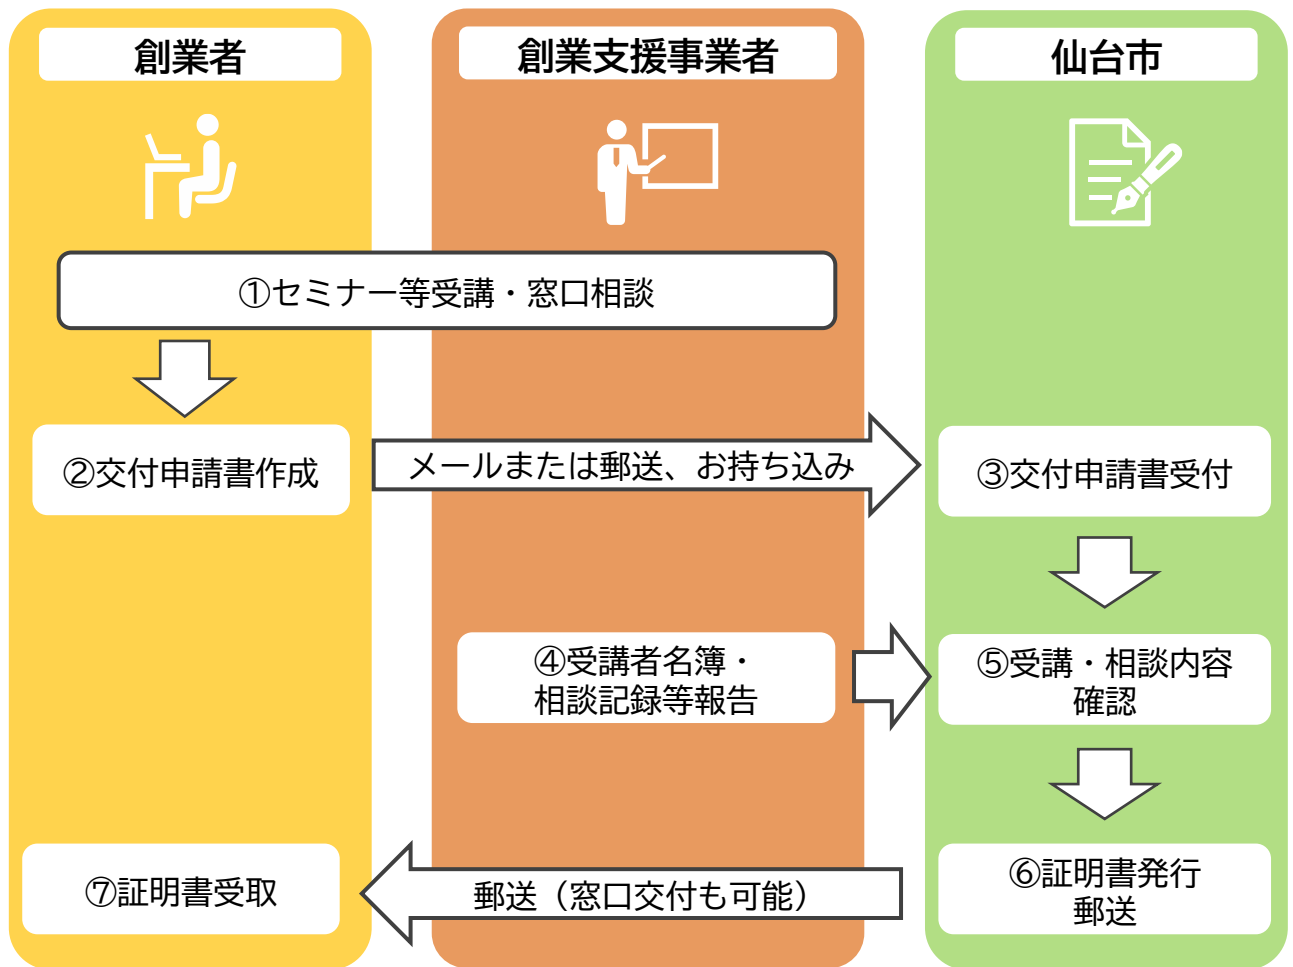 創業者
創業支援事業者
仙台市
①セミナー等受講・窓口相談
②交付申請書作成
メールまたは郵送、お持ち込み
③交付申請書受付
④受講者名簿・
相談記録等報告
⑤受講・相談内容
確認
⑥証明書発行
郵送
郵送（窓口交付も可能）
⑦証明書受取